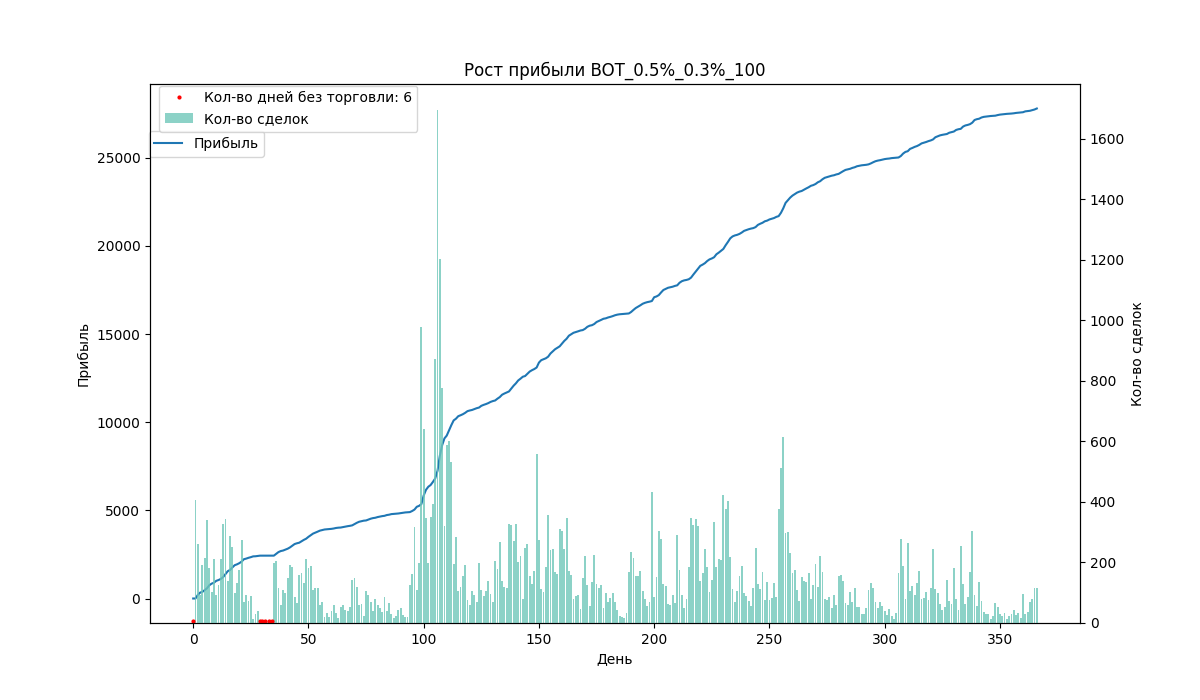 Рост прибыли BOT_0.5%_0.3%_100
Кол-во дней без торговли: 6
Кол-во сделок
Прибыль
25000
20000
15000
10000
5000
0
Прибыль
1600
1400
1200
1000
800
600
400
200
0
Кол-во сделок
0 50 100 150 200 250 300 350
День